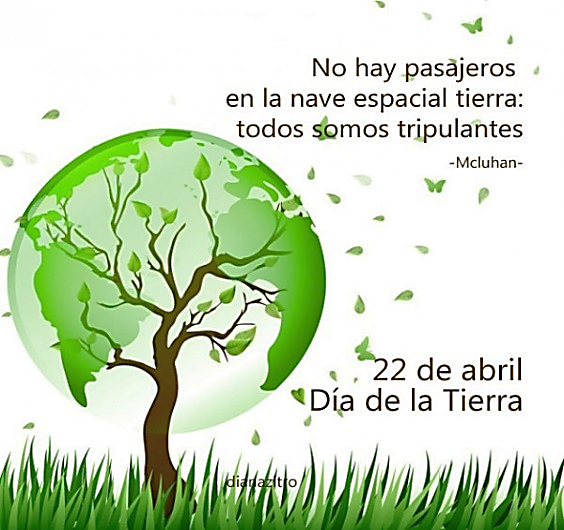 No hay pasajeros
en la nave espacial tierra:
todos somos tripulantes
-Mcluhan-
22 de abril
Día de la Tierra
dianazitro